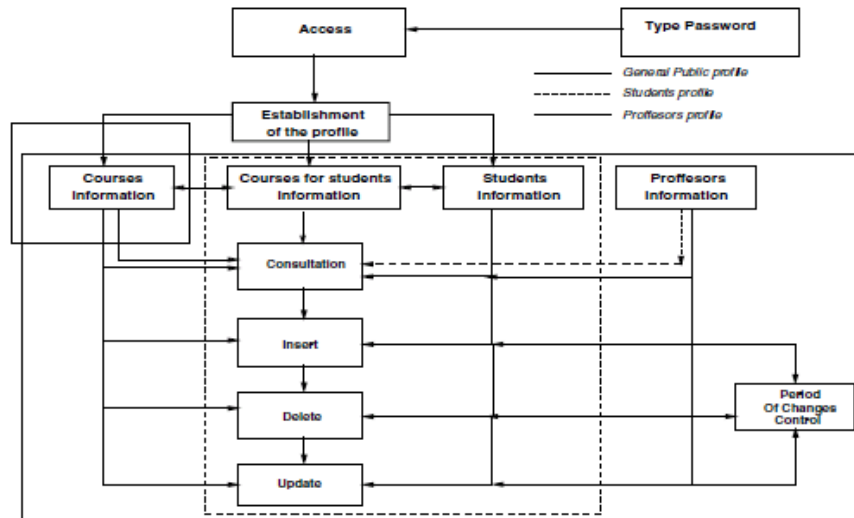 Access
Type Password
General Public profile
Students profile
Proffesors profile
Establishment
of the profile
Courses
Information
Courses for students
Information
Students
Information
Proffesors
Information
Consultation
Insert
Delete
Update
Period
Of Changes
Control